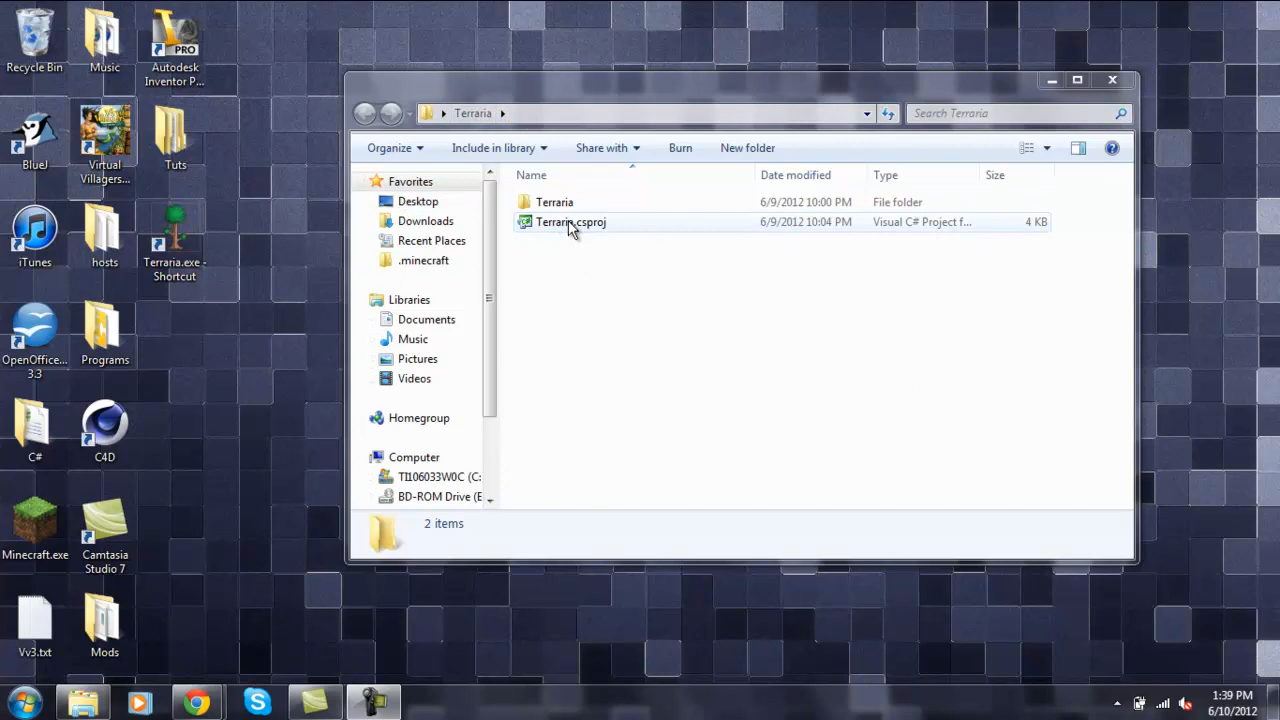 Recycle Bin
Music
Autodesk
Inventor P...
PRO
BlueJ
Virtual
Villagers...
Tuts
iTunes
hosts
Terraria.exe -
Shortcut
OpenOffice...
3.3
Programs
C#
C4D
Minecraft.exe
Camtasia
Studio 7
Vv3.txt
Mods
Terraria
Search Terraria
Organize
Include in library
Share with
Burn
New folder
Favorites
Desktop
Downloads
Recent Places
.minecraft
Libraries
Documents
Music
Pictures
Videos
Homegroup
Computer
TI106033W0C (C:
BD-ROM Drive (E
Name Date modified Type Size
Terraria 6/9/2012 10:00 PM File folder
Terraria.csproj 6/9/2012 10:04 PM Visual C# Project f... 4 KB
2 items
1:39 PM
6/10/2012